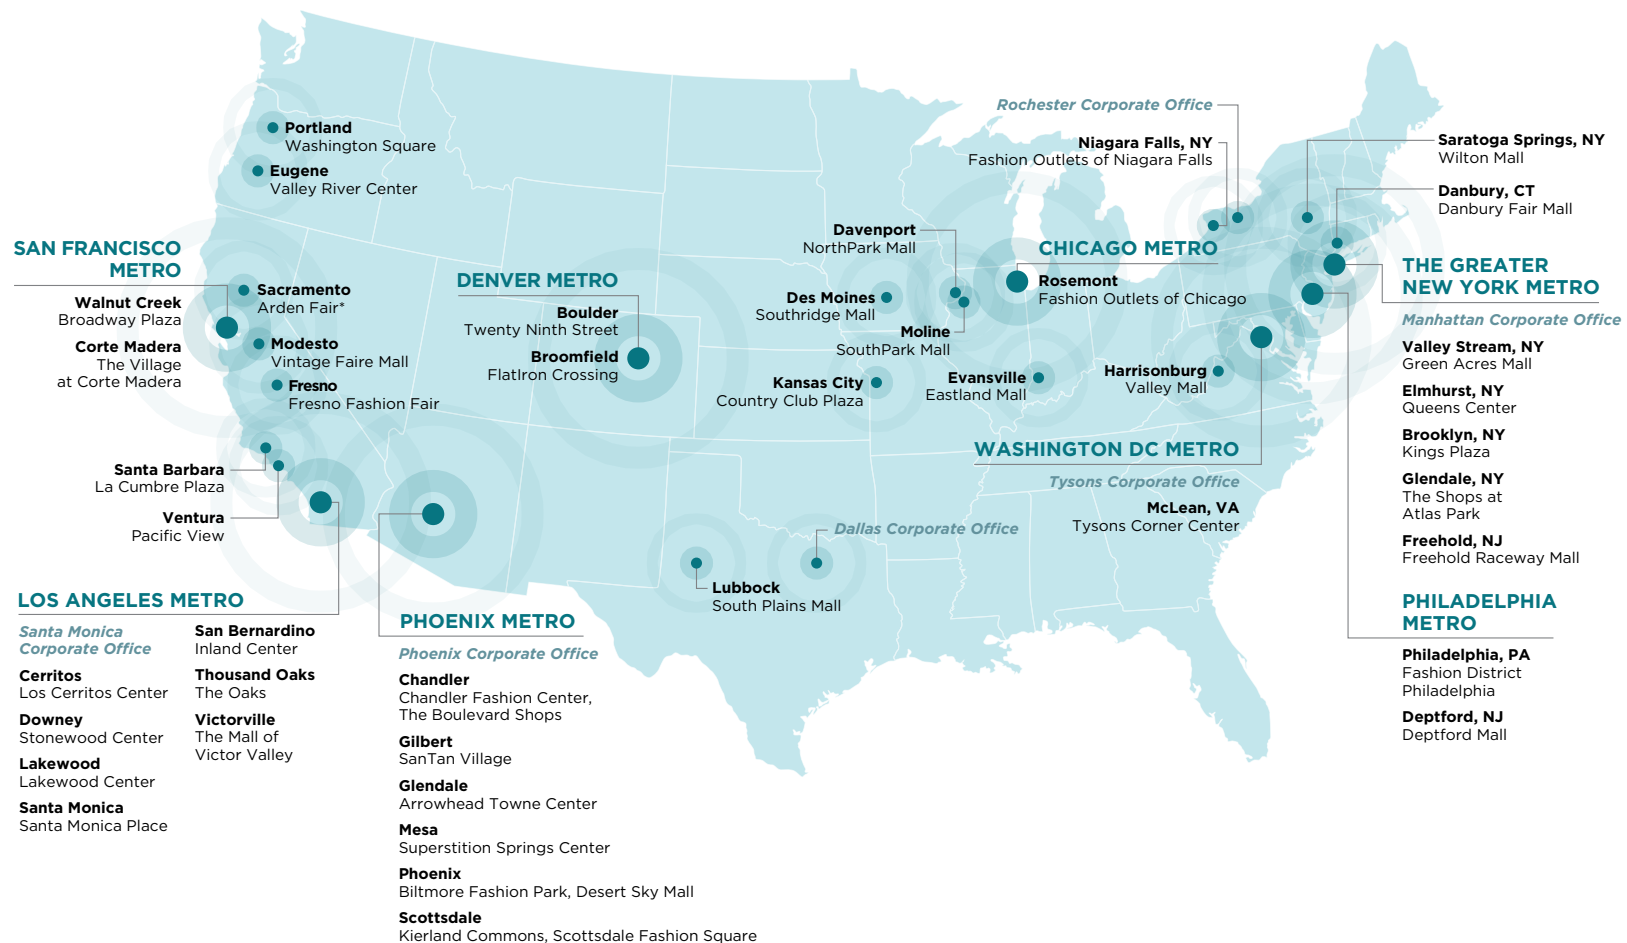 Rochester Corporate Office
Niagara Falls, NY
Fashion Outlets of Niagara Falls
Saratoga Springs, NY
Wilton Mall
Danbury, CT
Danbury Fair Mall
Portland
Washington Square
Eugene
Valley River Center
SAN FRANCISCO
METRO
Walnut Creek
Broadway Plaza
Corte Madera
The Village
at Corte Madera
Sacramento
Arden Fair*
Modesto
Vintage Faire Mall
Fresno
Fresno Fashion Fair
Santa Barbara
La Cumbre Plaza
Ventura
Pacific View
DENVER METRO
Boulder
Twenty Ninth Street
Broomfield
FlatIron Crossing
Davenport
NorthPark Mall
Des Moines
Southridge Mall
Moline
SouthPark Mall
Kansas City
Country Club Plaza
CHICAGO METRO
Rosemont
Fashion Outlets of Chicago
Evansville
Eastland Mall
Harrisonburg
Valley Mall
WASHINGTON DC METRO
Tysons Corporate Office
McLean, VA
Tysons Corner Center
Dallas Corporate Office
Lubbock
South Plains Mall
THE GREATER
NEW YORK METRO
Manhattan Corporate Office
Valley Stream, NY
Green Acres Mall
Elmhurst, NY
Queens Center
Brooklyn, NY
Kings Plaza
Glendale, NY
The Shops at
Atlas Park
Freehold, NJ
Freehold Raceway Mall
PHILADELPHIA
METRO
Philadelphia, PA
Fashion District
Philadelphia
Deptford, NJ
Deptford Mall
LOS ANGELES METRO
Santa Monica
Corporate Office
Cerritos
Los Cerritos Center
Downey
Stonewood Center
Lakewood
Lakewood Center
Santa Monica
Santa Monica Place
San Bernardino
Inland Center
Thousand Oaks
The Oaks
Victorville
The Mall of
Victor Valley
PHOENIX METRO
Phoenix Corporate Office
Chandler
Chandler Fashion Center,
The Boulevard Shops
Gilbert
SanTan Village
Glendale
Arrowhead Towne Center
Mesa
Superstition Springs Center
Phoenix
Biltmore Fashion Park, Desert Sky Mall
Scottsdale
Kierland Commons, Scottsdale Fashion Square